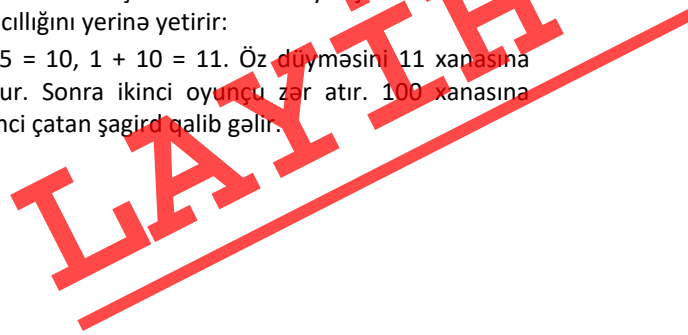 cıllığını yerinə yetirir:
5 = 10, 1 + 10 = 11. Öz düyməsini 11 xanasına
ur. Sonra ikinci oyunçu zər atır. 100 xanasına
nci çatan şagird qalib gəlir.
LAYİH